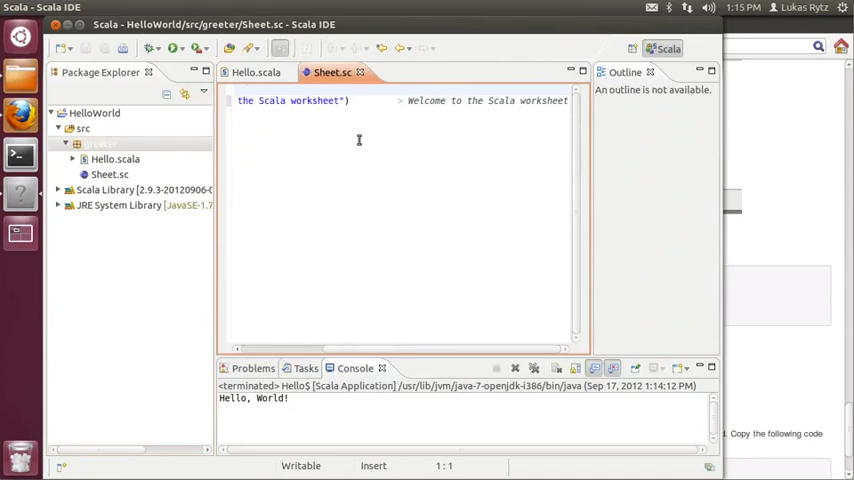 Scala - Scala IDE
1:15 PM
Lukas Rytz
Scala - HelloWorld/src/greeter/Sheet.sc - Scala IDE
Scala
Package Explorer
Hello.scala
Sheet.sc
Outline
HelloWorld
src
greeter
Hello.scala
Sheet.sc
Scala Library [2.9.3-20120906-0
JRE System Library [JavaSE-1.7
the Scala worksheet")
> Welcome to the Scala worksheet
An outline is not available.
Problems
Tasks
Console
<terminated> Hello$ [Scala Application] /usr/lib/jvm/java-7-openjdk-i386/bin/java (Sep 17, 2012 1:14:12 PM)
Hello, World!
Writable
Insert
1:1
d. Copy the following code